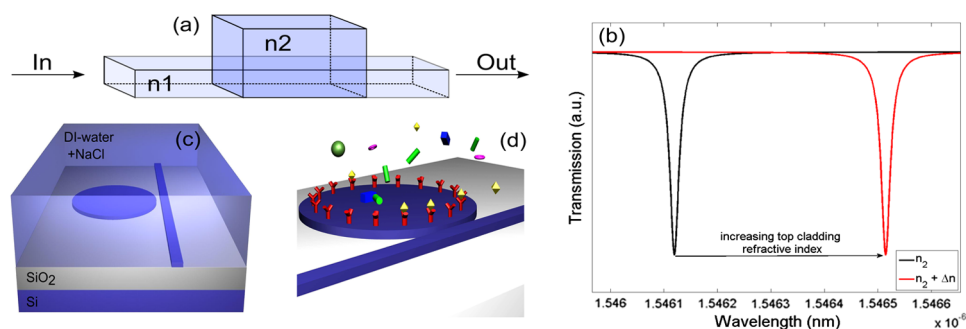 (a)
n2
In
n1
Out
(c)
DI-water
+NaCl
SiO2
Si
(d)
(b)
Transmission (a.u.)
increasing top cladding
refractive index
n2
n2 + Δn
1.546 1.5461 1.5462 1.5463 1.5464 1.5465 1.5466
Wavelength (nm)
x 10^-6